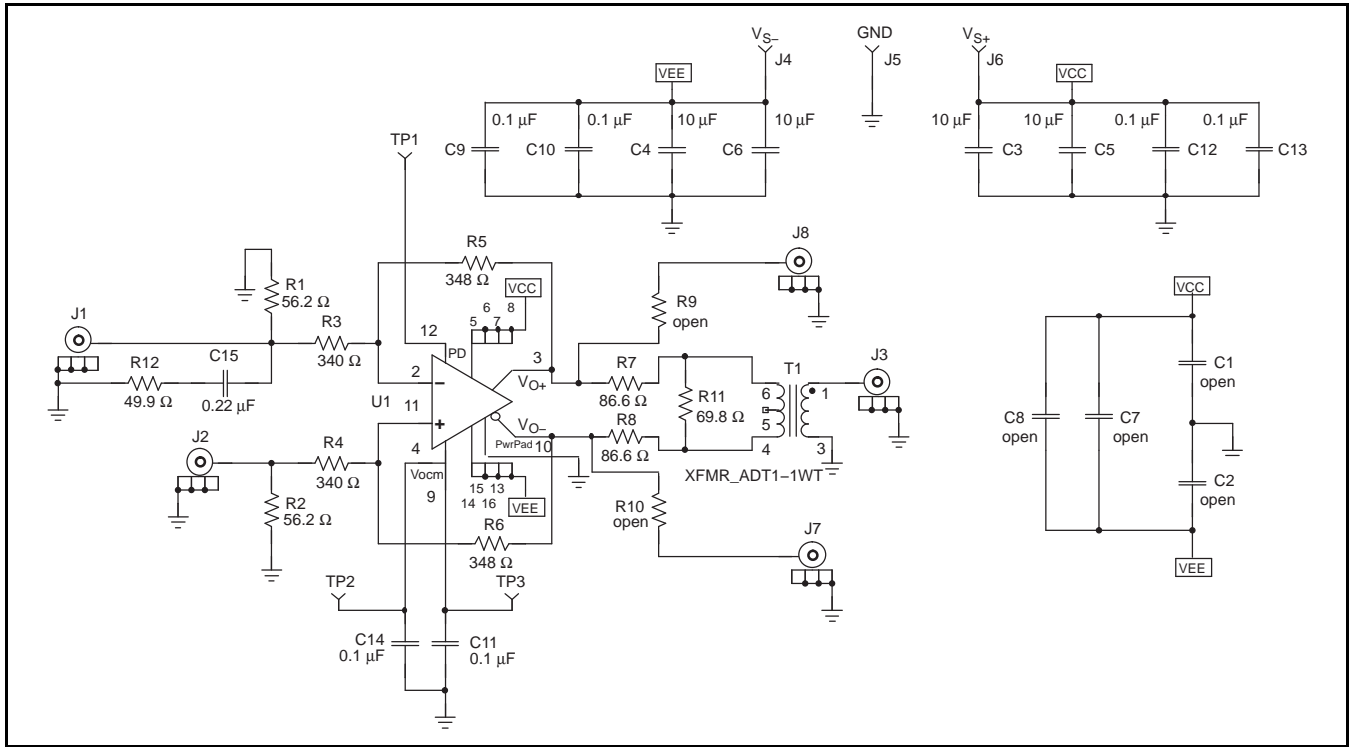 VS– GND VS+
J4 J5 J6
VEE VCC
0.1 µF 0.1 µF 10 µF 10 µF 10 µF 10 µF 0.1 µF 0.1 µF
C9 C10 C4 C6 C3 C5 C12 C13
TP1
J8
R5
348 Ω
VCC
6 8
5 7
R9
open
R1
56.2 Ω
J1
R3
340 Ω
12
PD
3
VO+
R7
86.6 Ω
T1
J3
R12
49.9 Ω
C15
0.22 µF
2
–
U1
11
+
R11
69.8 Ω
6
5
4
1
3
VO–
R8
86.6 Ω
PwrPad 10
XFMR_ADT1–1WT
J2
R4
340 Ω
4
Vocm
9
15 13
14 16
VEE
R2
56.2 Ω
R10
open
R6
348 Ω
J7
TP2
TP3
C14
0.1 µF
C11
0.1 µF
VCC
C1
open
C8
open
C7
open
C2
open
VEE